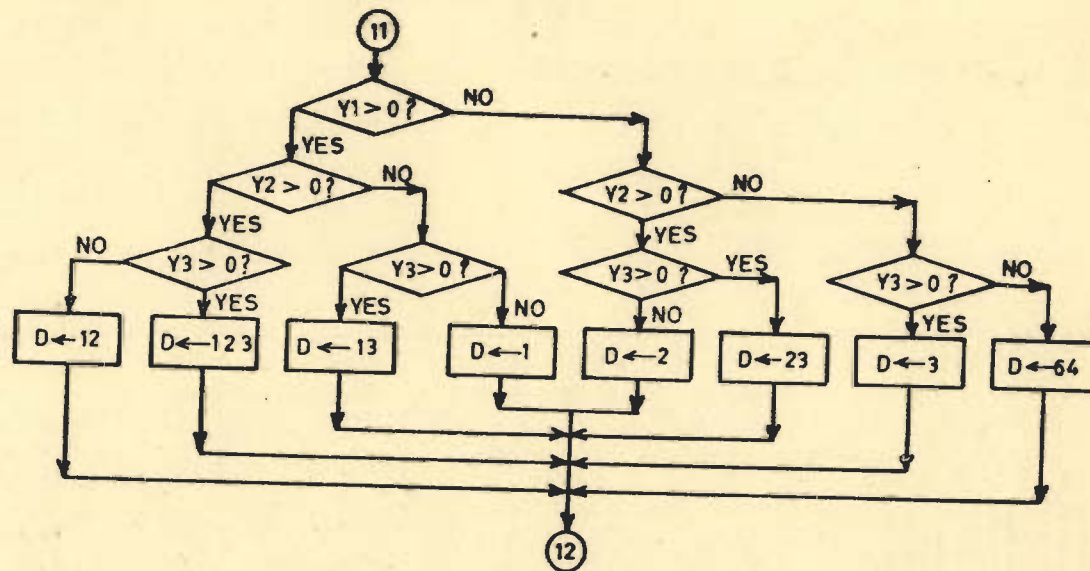 11
Y1 > 0 ?
NO
YES
Y2 > 0 ?
NO
Y2 > 0 ?
NO
YES
YES
NO
Y3 > 0 ?
Y3 > 0 ?
Y3 > 0 ?
YES
Y3 > 0 ?
NO
YES
YES
NO
NO
YES
D ← 12
D ← 123
D ← 13
D ← 1
D ← 2
D ← 23
D ← 3
D ← 64
12